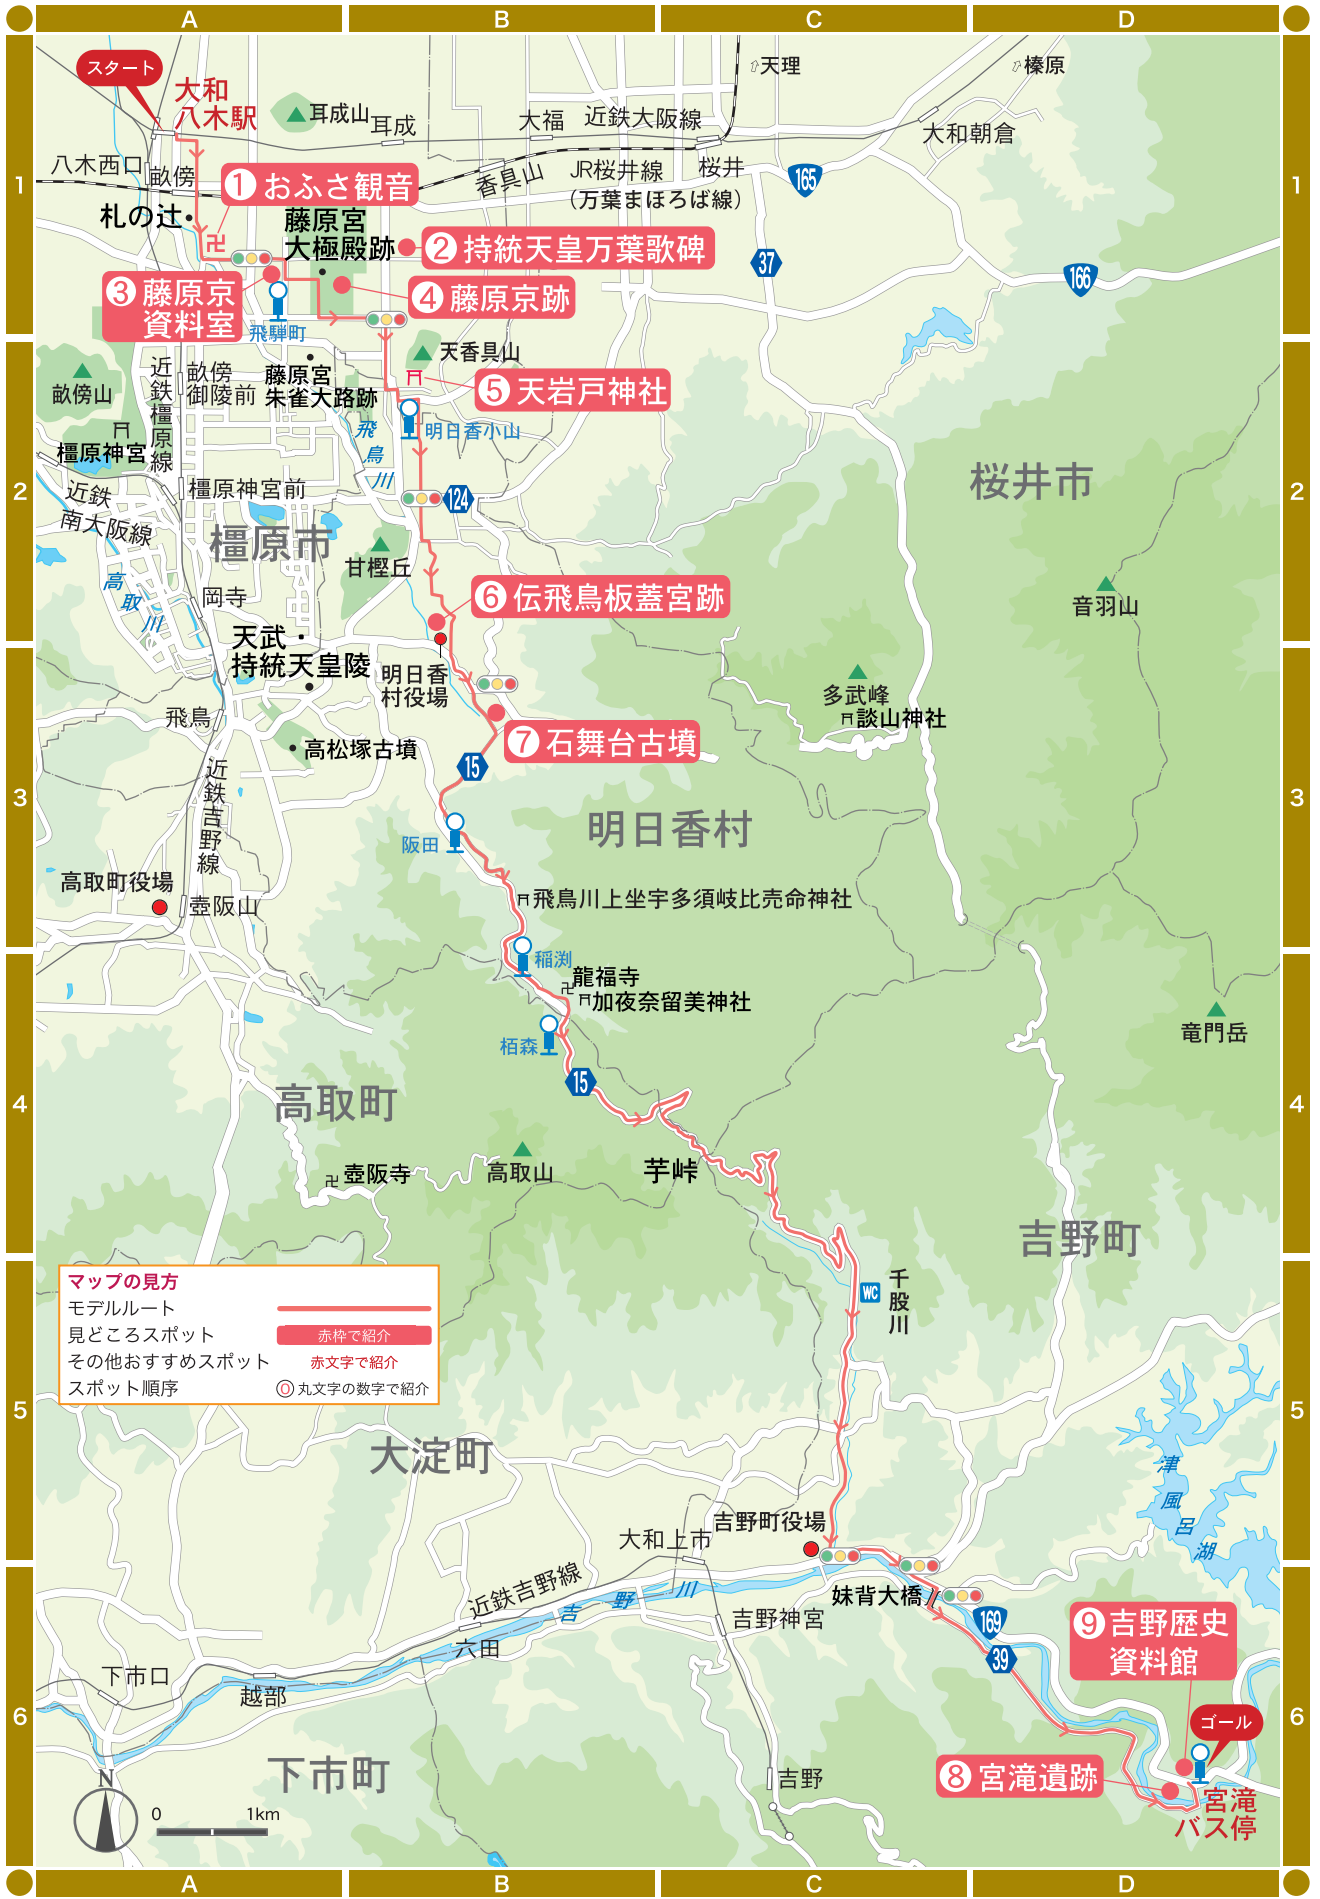 A
B
C
D
スタート
大和
八木駅
耳成山
耳成
大福
近鉄大阪線
⇧天理
⇧榛原
大和朝倉
八木西口
畝傍
香具山
JR桜井線
(万葉まほろば線)
桜井
165
1
1
札の辻
1 おふさ観音
卍
藤原宮
大極殿跡
2 持統天皇万葉歌碑
37
166
3 藤原京
資料室
4 藤原京跡
飛騨町
天香具山
畝傍山
近鉄橿原線
畝傍
御陵前
藤原宮
朱雀大路跡
5 天岩戸神社
橿原神宮
飛鳥川
明日香小山
2
2
近鉄
南大阪線
橿原神宮前
124
桜井市
橿原市
甘樫丘
高取川
岡寺
6 伝飛鳥板蓋宮跡
音羽山
天武・
持統天皇陵
明日香
村役場
多武峰
談山神社
飛鳥
高松塚古墳
7 石舞台古墳
15
3
3
近鉄吉野線
明日香村
阪田
高取町役場
壺阪山
飛鳥川上坐宇多須岐比売命神社
稲渕
龍福寺
卍
加夜奈留美神社
竜門岳
栢森
15
4
4
高取町
高取山
卍 壺阪寺
芋峠
吉野町
マップの見方
モデルルート
見どころスポット
赤枠で紹介
その他おすすめスポット
赤文字で紹介
スポット順序
0 丸文字の数字で紹介
WC
千股川
5
5
大淀町
津風呂湖
吉野町役場
大和上市
近鉄吉野線
吉野川
妹背大橋
吉野神宮
169
39
9 吉野歴史
資料館
六田
下市口
越部
6
6
ゴール
下市町
吉野
8 宮滝遺跡
宮滝
バス停
N
0
1km
A
B
C
D